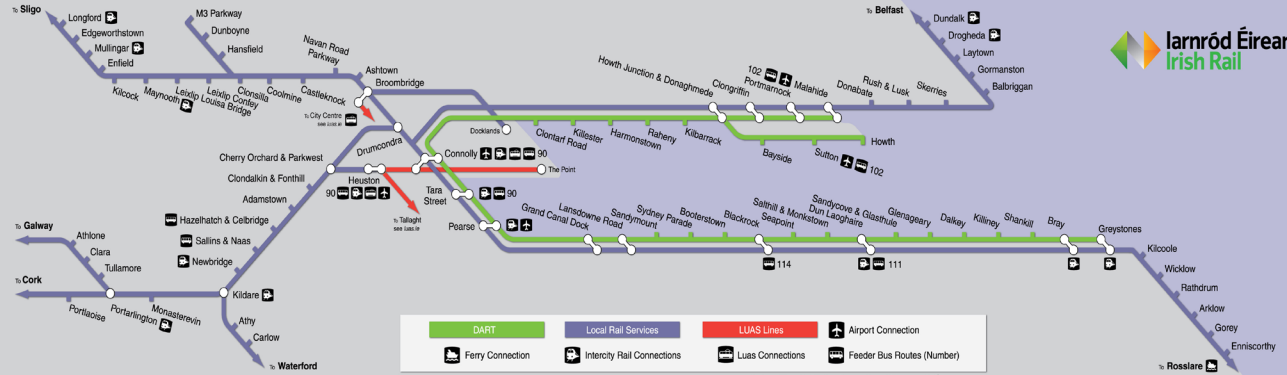 To Sligo
Longford
Edgeworthstown
Mullingar
Enfield
M3 Parkway
Dunboyne
Hansfield
Navan Road
Parkway
Ashtown
Broombridge
Kilcock
Maynooth
Leixlip Louisa Bridge
Leixlip Confey
Clonsilla
Coolmine
Castleknock
To City Centre
see luas.ie
Drumcondra
Docklands
Connolly
90
The Point
Cherry Orchard & Parkwest
Clondalkin & Fonthill
Adamstown
Hazelhatch & Celbridge
Sallins & Naas
Newbridge
Heuston
90
To Tallaght
see luas.ie
Tara
Street
90
Pearse
To Galway
Athlone
Clara
Tullamore
To Cork
Portlaoise
Portarlington
Monasterevin
Kildare
Athy
Carlow
To Waterford
To Belfast
Dundalk
Drogheda
Laytown
Gormanston
Balbriggan
Iarnród Éirean
Irish Rail
Howth Junction & Donaghmede
Clongriffin
102
Portmarnock
Malahide
Donabate
Rush & Lusk
Skerries
Clontarf Road
Killester
Harmonstown
Raheny
Kilbarrack
Bayside
Sutton
102
Howth
Grand Canal Dock
Lansdowne
Road
Sandymount
Sydney Parade
Booterstown
Blackrock
Seapoint
Salthill & Monkstown
Dun Laoghaire
Sandycove & Glasthule
Glenageary
Dalkey
Killiney
Shankill
Bray
Greystones
114
111
Kilcoole
Wicklow
Rathdrum
Arklow
Gorey
Enniscorthy
To Rosslare
DART
Local Rail Services
LUAS Lines
Airport Connection
Ferry Connection
Intercity Rail Connections
Luas Connections
Feeder Bus Routes (Number)